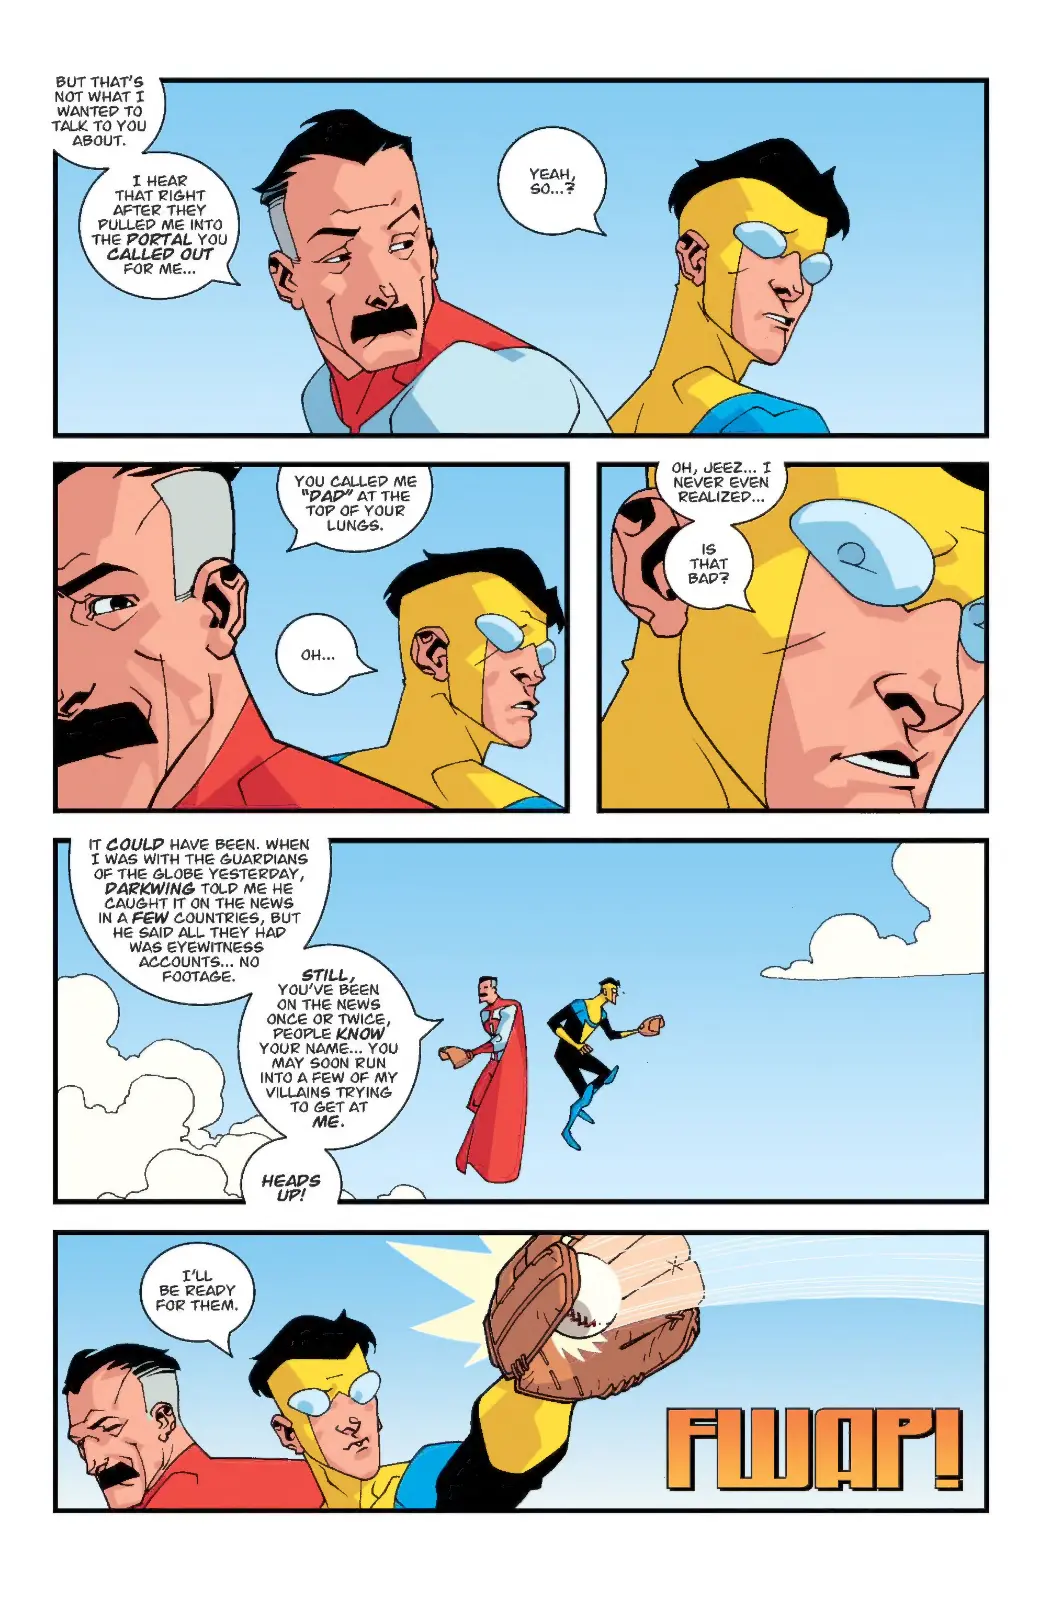 BUT THAT'S
NOT WHAT I
WANTED TO
TALK TO YOU
ABOUT.
I HEAR
THAT RIGHT
AFTER THEY
PULLED ME INTO
THE PORTAL YOU
CALLED OUT
FOR ME...
YEAH,
SO...?
YOU CALLED ME
"DAD" AT THE
TOP OF YOUR
LUNGS.
OH...
OH, JEEZ... I
NEVER EVEN
REALIZED...
IS
THAT
BAD?
IT COULD HAVE BEEN. WHEN
I WAS WITH THE GUARDIANS
OF THE GLOBE YESTERDAY,
DARKWING TOLD ME HE
CAUGHT IT ON THE NEWS
IN A FEW COUNTRIES, BUT
HE SAID ALL THEY HAD
WAS EYEWITNESS
ACCOUNTS... NO
FOOTAGE.
STILL,
YOU'VE BEEN
ON THE NEWS
ONCE OR TWICE,
PEOPLE KNOW
YOUR NAME... YOU
MAY SOON RUN
INTO A FEW OF MY
VILLAINS TRYING
TO GET AT
ME.
HEADS
UP!
I'LL
BE READY
FOR THEM.
FWAP!